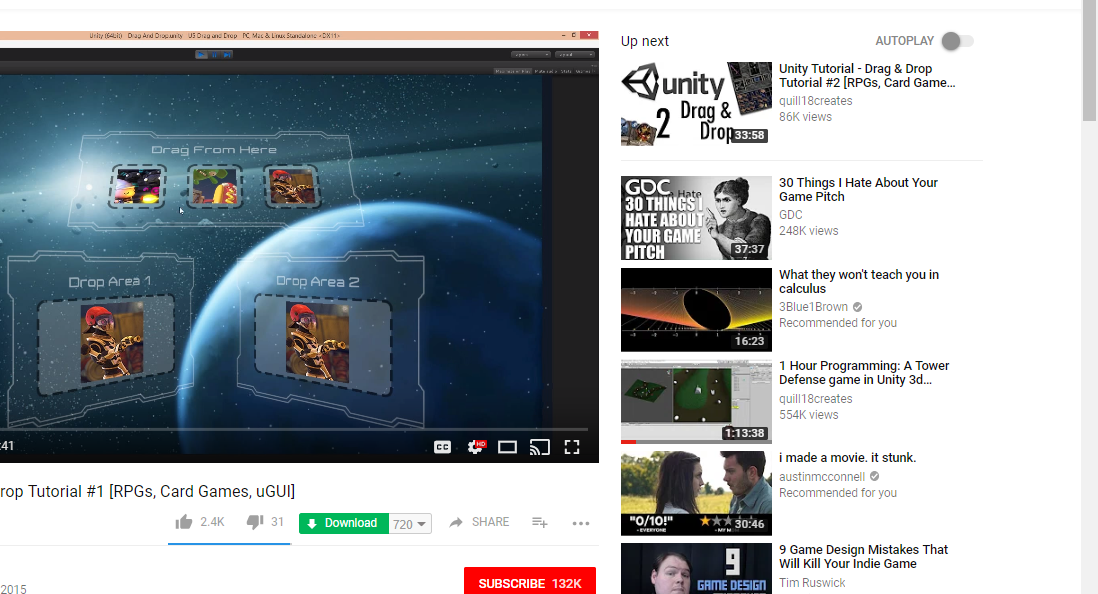 Unity (64bit) - Drag And Drop.unity - U3 Drag and Drop - PC, Mac & Linux Standalone <DX11>
Drag From Here
Drop Area 1
Drop Area 2
:41
CC
HD
rop Tutorial #1 [RPGs, Card Games, uGUI]
2.4K
31
Download
720
SHARE
2015
SUBSCRIBE 132K
Up next
AUTOPLAY
unity
2 Drag &
Drop
33:58
Unity Tutorial - Drag & Drop
Tutorial #2 [RPGs, Card Game...
quill18creates
86K views
GDC
Hate
30 THINGS I
HATE ABOUT
YOUR GAME
PITCH
37:37
30 Things I Hate About Your
Game Pitch
GDC
248K views
16:23
What they won't teach you in
calculus
3Blue1Brown
Recommended for you
1:13:38
1 Hour Programming: A Tower
Defense game in Unity 3d...
quill18creates
554K views
"0/10!"
- EVERYONE
- MY M
30:46
i made a movie. it stunk.
austinmcconnell
Recommended for you
9
GAME DESIGN
9 Game Design Mistakes That
Will Kill Your Indie Game
Tim Ruswick